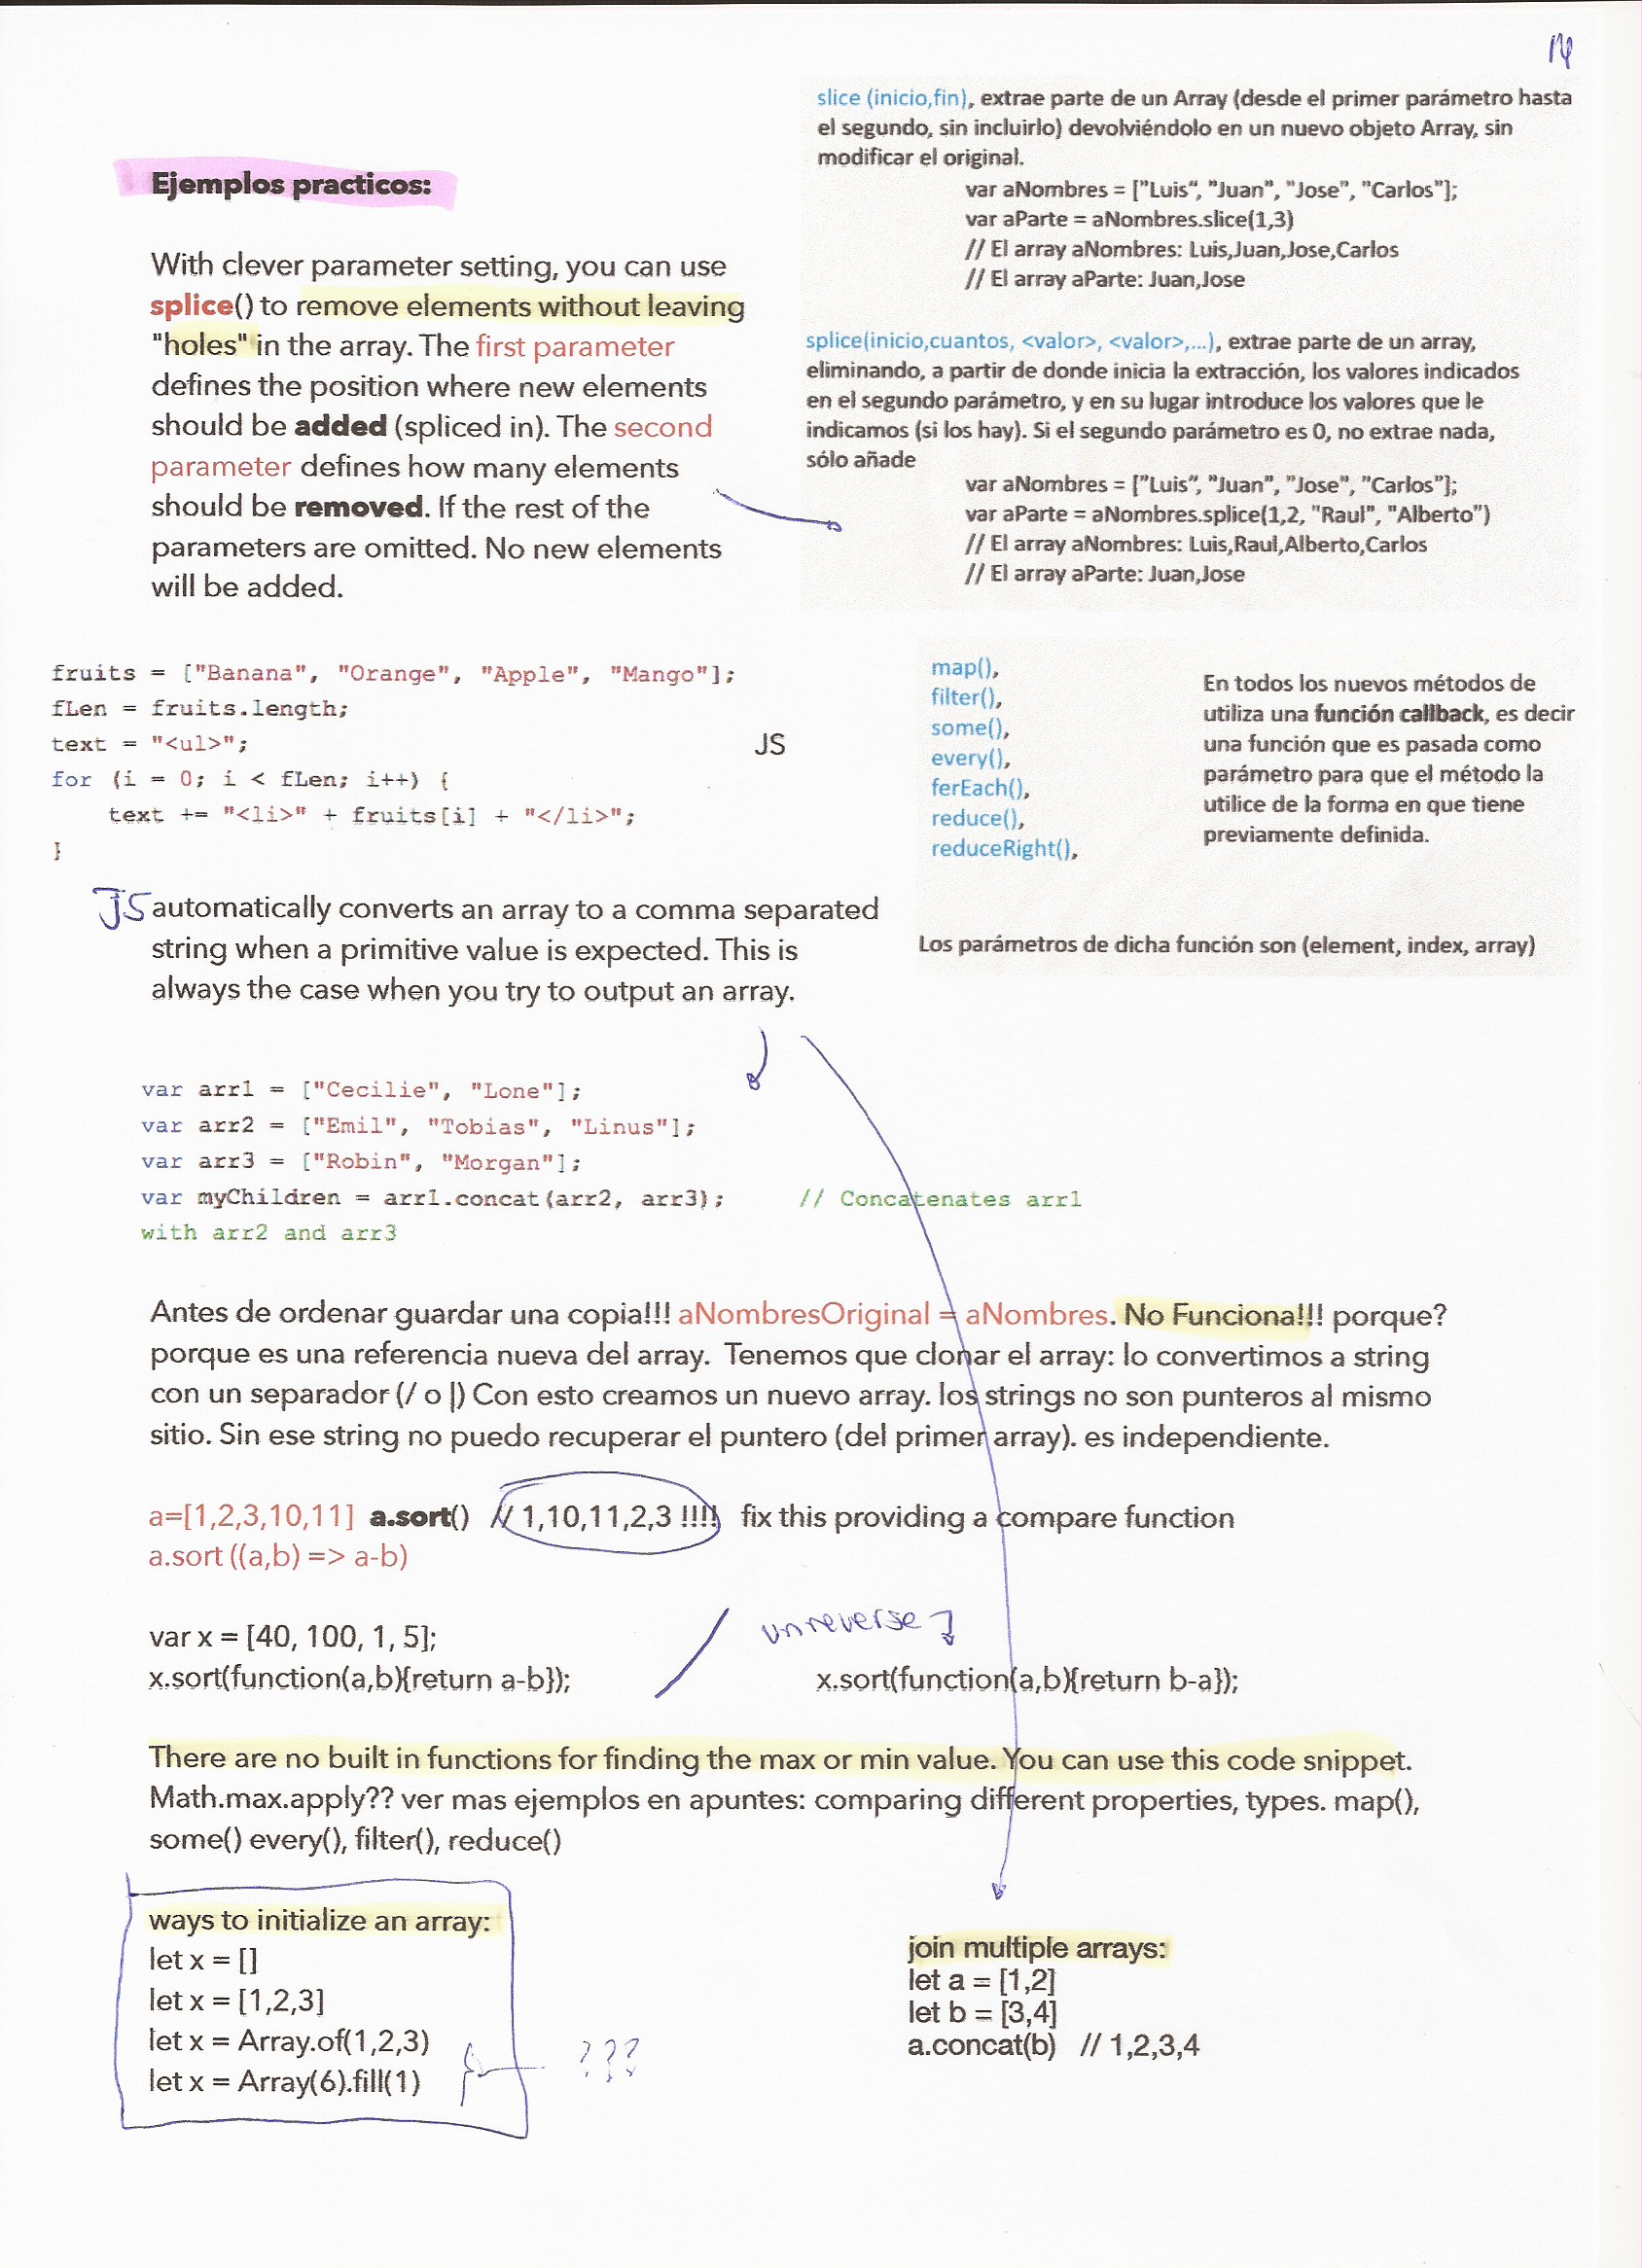 14
Ejemplos practicos:
With clever parameter setting, you can use
splice() to remove elements without leaving
"holes" in the array. The first parameter
defines the position where new elements
should be added (spliced in). The second
parameter defines how many elements
should be removed. If the rest of the
parameters are omitted. No new elements
will be added.
slice (inicio,fin), extrae parte de un Array (desde el primer parámetro hasta
el segundo, sin incluirlo) devolviéndolo en un nuevo objeto Array, sin
modificar el original.
var aNombres = ["Luis", "Juan", "Jose", "Carlos"];
var aParte = aNombres.slice(1,3)
// El array aNombres: Luis,Juan,Jose,Carlos
// El array aParte: Juan,Jose
splice(inicio,cuantos, <valor>, <valor>,...), extrae parte de un array,
eliminando, a partir de donde inicia la extracción, los valores indicados
en el segundo parámetro, y en su lugar introduce los valores que le
indicamos (si los hay). Si el segundo parámetro es 0, no extrae nada,
sólo añade
var aNombres = ["Luis", "Juan", "Jose", "Carlos"];
var aParte = aNombres.splice(1,2, "Raul", "Alberto")
// El array aNombres: Luis,Raul,Alberto,Carlos
// El array aParte: Juan,Jose
fruits = ["Banana", "Orange", "Apple", "Mango"];
fLen = fruits.length;
text = "<ul>";
for (i = 0; i < fLen; i++) {
    text += "<li>" + fruits[i] + "</li>";
}
JS
map(),
filter(),
some(),
every(),
ferEach(),
reduce(),
reduceRight(),
En todos los nuevos métodos de
utiliza una función callback, es decir
una función que es pasada como
parámetro para que el método la
utilice de la forma en que tiene
previamente definida.
Los parámetros de dicha función son (element, index, array)
JS automatically converts an array to a comma separated
string when a primitive value is expected. This is
always the case when you try to output an array.
var arr1 = ["Cecilie", "Lone"];
var arr2 = ["Emil", "Tobias", "Linus"];
var arr3 = ["Robin", "Morgan"];
var myChildren = arr1.concat(arr2, arr3);     // Concatenates arr1
with arr2 and arr3
Antes de ordenar guardar una copia!!! aNombresOriginal = aNombres. No Funciona!!! porque?
porque es una referencia nueva del array.  Tenemos que clonar el array: lo convertimos a string
con un separador (/ o |) Con esto creamos un nuevo array. los strings no son punteros al mismo
sitio. Sin ese string no puedo recuperar el puntero (del primer array). es independiente.
a=[1,2,3,10,11]  a.sort()   // 1,10,11,2,3 !!!!   fix this providing a compare function
a.sort ((a,b) => a-b)
unreverse
var x = [40, 100, 1, 5];
x.sort(function(a,b){return a-b});
x.sort(function(a,b){return b-a});
There are no built in functions for finding the max or min value. You can use this code snippet.
Math.max.apply?? ver mas ejemplos en apuntes: comparing different properties, types. map(),
some() every(), filter(), reduce()
ways to initialize an array:
let x = []
let x = [1,2,3]
let x = Array.of(1,2,3)
let x = Array(6).fill(1)
???
join multiple arrays:
let a = [1,2]
let b = [3,4]
a.concat(b)   // 1,2,3,4